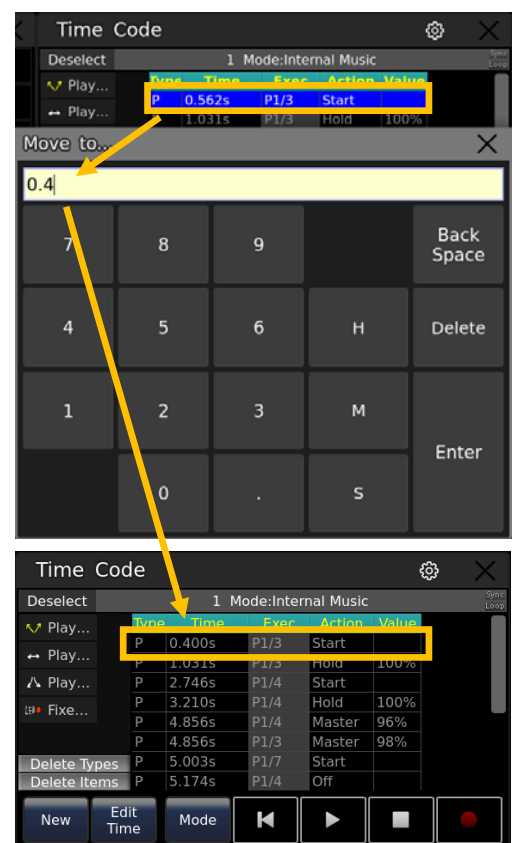 Time Code
Deselect 1 Mode:Internal Music Sync Loop
Play... Type Time Exec Action Value
P 0.562s P1/3 Start
Play... 1.031s P1/3 Hold 100%
Move to...
0.4
7 8 9 Back Space
4 5 6 H Delete
1 2 3 M
Enter
0 . S
Time Code
Deselect 1 Mode:Internal Music Sync Loop
Play... Type Time Exec Action Value
P 0.400s P1/3 Start
Play... P 1.031s P1/3 Hold 100%
Play... P 2.746s P1/4 Start
Fixe... P 3.210s P1/4 Hold 100%
P 4.856s P1/4 Master 96%
P 4.856s P1/3 Master 98%
Delete Types P 5.003s P1/7 Start
Delete Items P 5.174s P1/4 Off
New Edit Time Mode